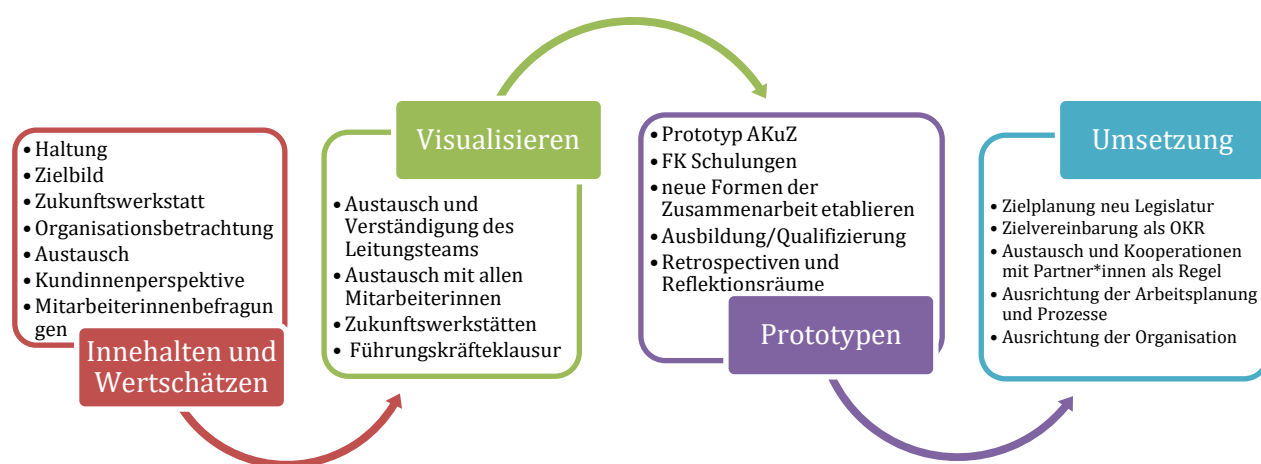 • Haltung
• Zielbild
• Zukunftswerkstatt
• Organisationsbetrachtung
• Austausch
• Kundinnenperspektive
• Mitarbeiterinnenbefragun
gen
Innehalten und
Wertschätzen
Visualisieren
• Austausch und
Verständigung des
Leitungsteams
• Austausch mit allen
Mitarbeiterinnen
• Zukunftswerkstätten
• Führungskräfteklausur
• Prototyp AKuZ
• FK Schulungen
• neue Formen der
Zusammenarbeit etablieren
• Ausbildung/Qualifizierung
• Retrospectiven und
Reflektionsräume
Prototypen
Umsetzung
• Zielplanung neu Legislatur
• Zielvereinbarung als OKR
• Austausch und Kooperationen
mit Partner*innen als Regel
• Ausrichtung der Arbeitsplanung
und Prozesse
• Ausrichtung der Organisation